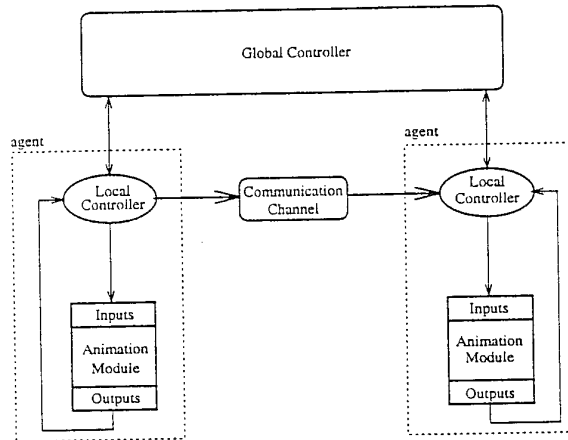 Global Controller
agent
agent
Local
Controller
Communication
Channel
Local
Controller
Inputs
Animation
Module
Outputs
Inputs
Animation
Module
Outputs